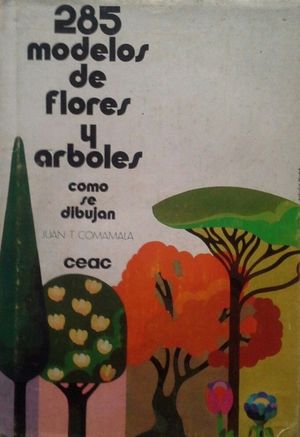 285
modelos
de
flores
y
arboles
como
se
dibujan
JUAN T COMAMALA
ceac